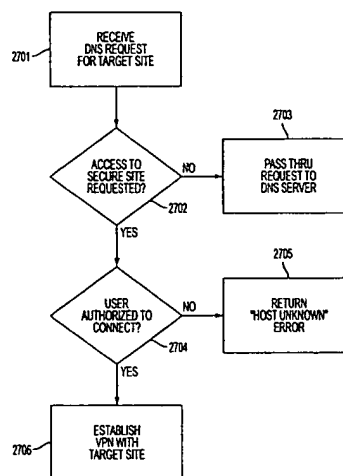 2701
RECEIVE
DNS REQUEST
FOR TARGET SITE
2703
ACCESS TO
SECURE SITE
REQUESTED?
NO
PASS THRU
REQUEST TO
DNS SERVER
2702
YES
2705
USER
AUTHORIZED TO
CONNECT?
NO
RETURN
"HOST UNKNOWN"
ERROR
2704
YES
2706
ESTABLISH
VPN WITH
TARGET SITE